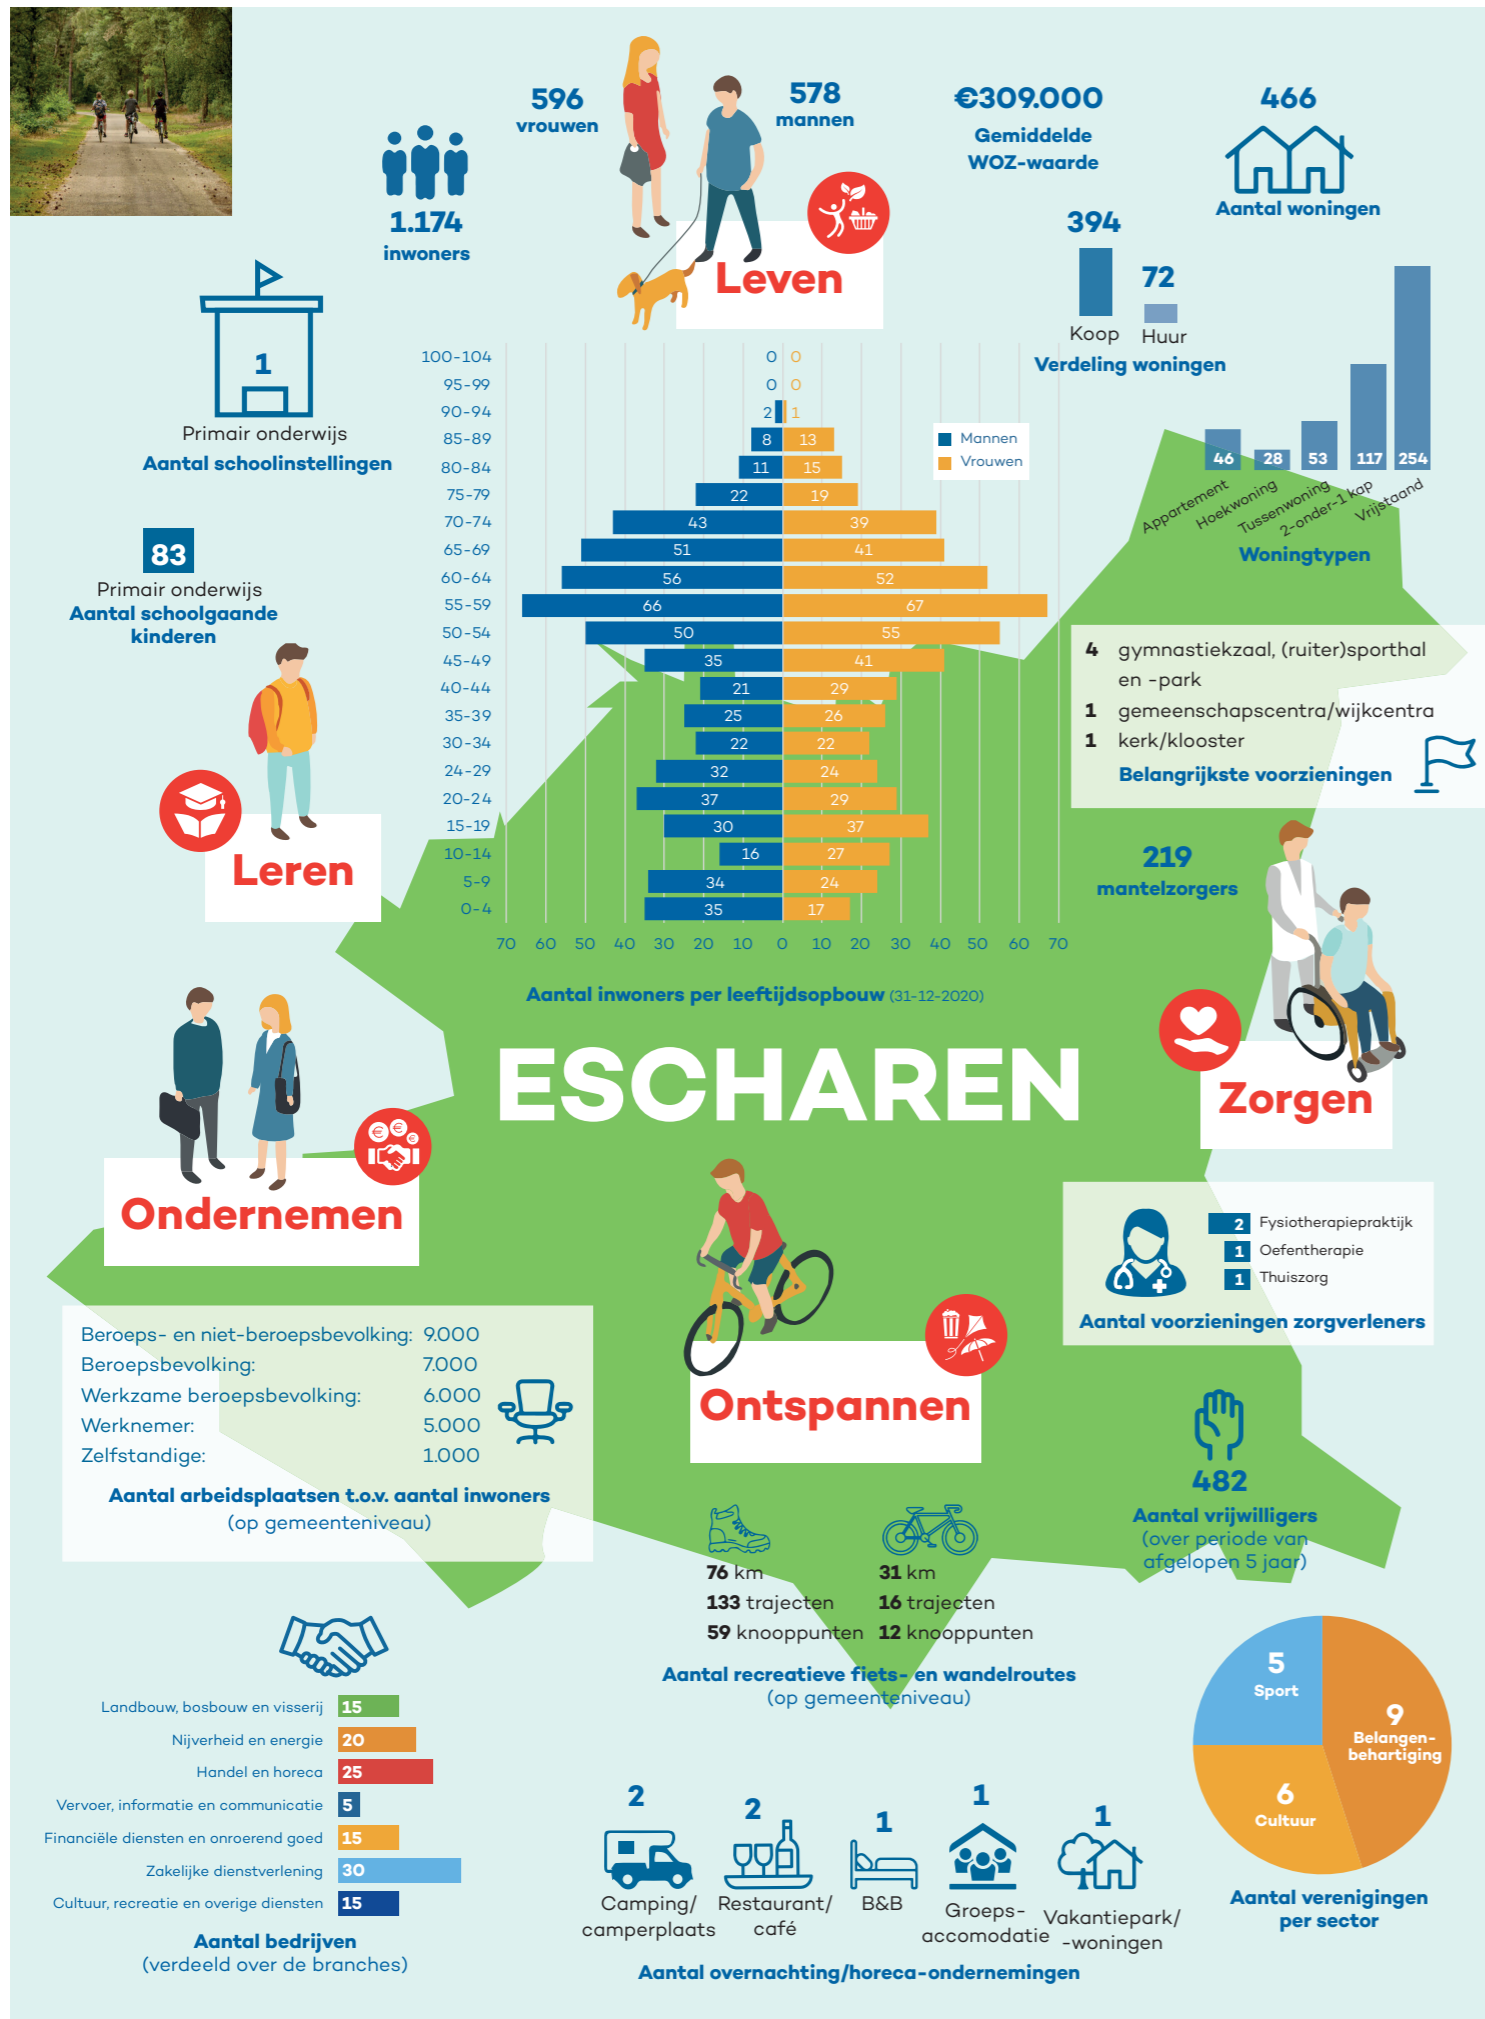 596
vrouwen
578
mannen
€309.000
Gemiddelde
WOZ-waarde
466
Aantal woningen
1.174
inwoners
Leven
394
72
Koop
Huur
Verdeling woningen
1
Primair onderwijs
Aantal schoolinstellingen
83
Primair onderwijs
Aantal schoolgaande
kinderen
Leren
100-104 0 0
95-99 0 0
90-94 2 1
85-89 8 13
80-84 11 15
75-79 22 19
70-74 43 39
65-69 51 41
60-64 56 52
55-59 66 67
50-54 50 55
45-49 35 41
40-44 21 29
35-39 25 26
30-34 22 22
24-29 32 24
20-24 37 29
15-19 30 37
10-14 16 27
5-9 34 24
0-4 35 17
70 60 50 40 30 20 10 0 10 20 30 40 50 60 70
Mannen
Vrouwen
Aantal inwoners per leeftijdsopbouw (31-12-2020)
46 28 53 117 254
Appartement
Hoekwoning
Tussenwoning
2-onder-1 kap
Vrijstaand
Woningtypen
4 gymnastiekzaal, (ruiter)sporthal
en -park
1 gemeenschapscentra/wijkcentra
1 kerk/klooster
Belangrijkste voorzieningen
219
mantelzorgers
ESCHAREN
Zorgen
2 Fysiotherapiepraktijk
1 Oefentherapie
1 Thuiszorg
Aantal voorzieningen zorgverleners
482
Aantal vrijwilligers
(over periode van
afgelopen 5 jaar)
€ € €
Ondernemen
Beroeps- en niet-beroepsbevolking: 9.000
Beroepsbevolking: 7.000
Werkzame beroepsbevolking: 6.000
Werknemer: 5.000
Zelfstandige: 1.000
Aantal arbeidsplaatsen t.o.v. aantal inwoners
(op gemeenteniveau)
Ontspannen
76 km
133 trajecten
59 knooppunten
31 km
16 trajecten
12 knooppunten
Aantal recreatieve fiets- en wandelroutes
(op gemeenteniveau)
Landbouw, bosbouw en visserij 15
Nijverheid en energie 20
Handel en horeca 25
Vervoer, informatie en communicatie 5
Financiële diensten en onroerend goed 15
Zakelijke dienstverlening 30
Cultuur, recreatie en overige diensten 15
Aantal bedrijven
(verdeeld over de branches)
2
Camping/
camperplaats
2
Restaurant/
café
1
B&B
1
Groeps-
accomodatie
1
Vakantiepark/
-woningen
Aantal overnachting/horeca-ondernemingen
5
Sport
9
Belangen-
behartiging
6
Cultuur
Aantal verenigingen
per sector